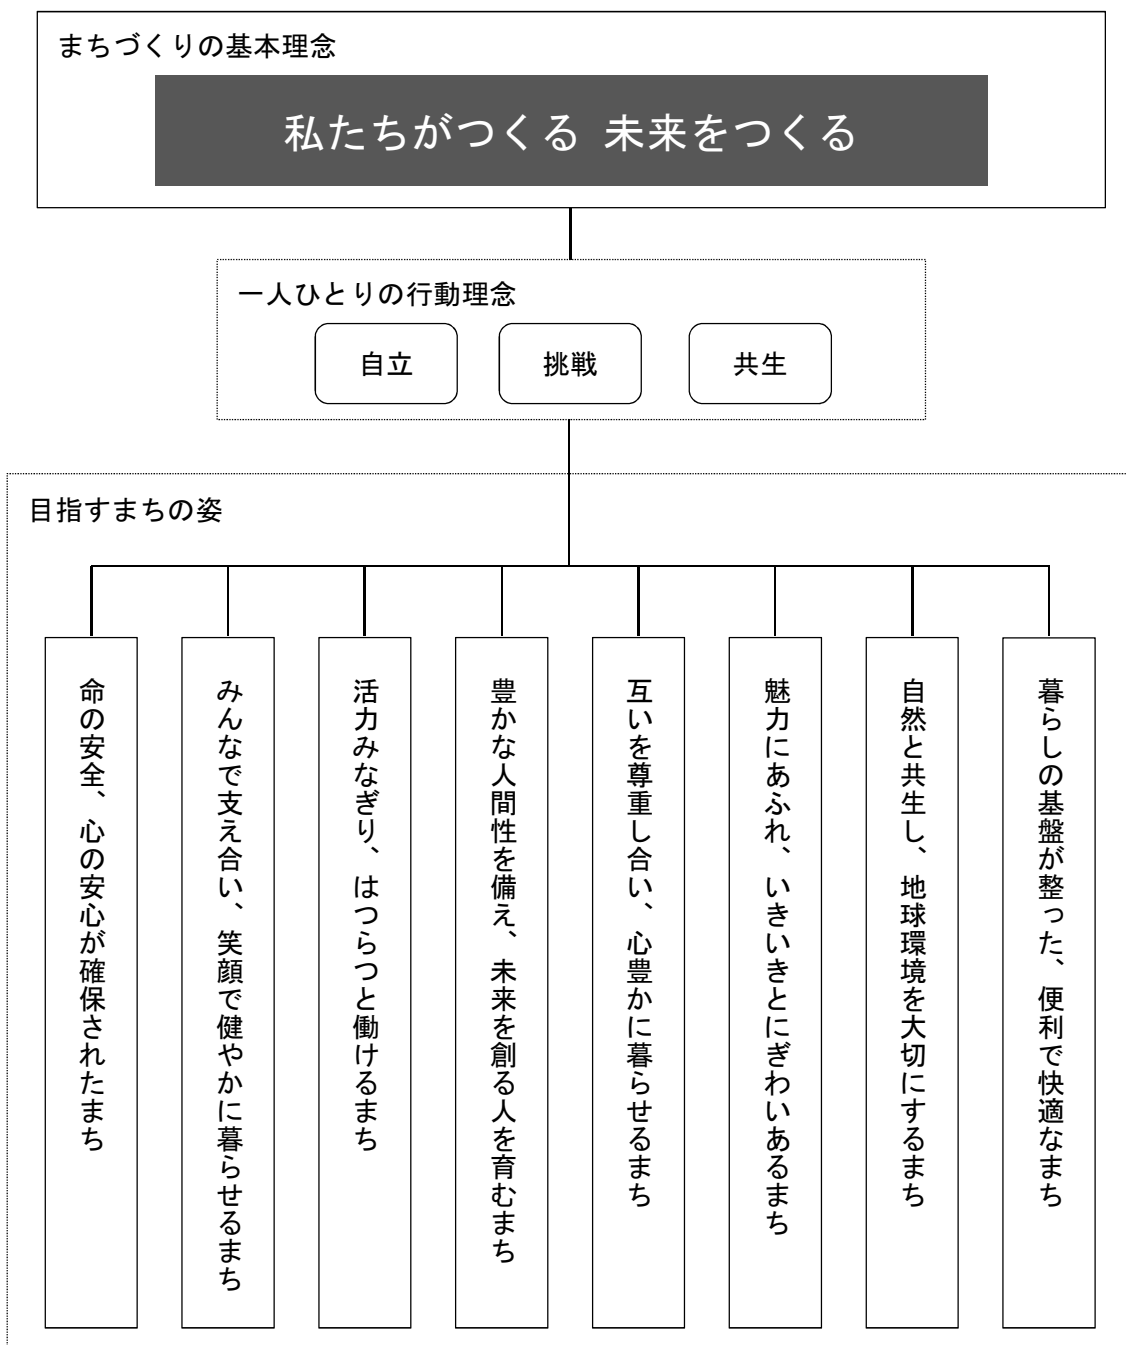 まちづくりの基本理念
私たちがつくる 未来をつくる
一人ひとりの行動理念
自立
挑戦
共生
目指すまちの姿
命の安全、心の安心が確保されたまち
みんなで支え合い、笑顔で健やかに暮らせるまち
活力みなぎり、はつらつと働けるまち
豊かな人間性を備え、未来を創る人を育むまち
互いを尊重し合い、心豊かに暮らせるまち
魅力にあふれ、いきいきとにぎわいあるまち
自然と共生し、地球環境を大切にするまち
暮らしの基盤が整った、便利で快適なまち